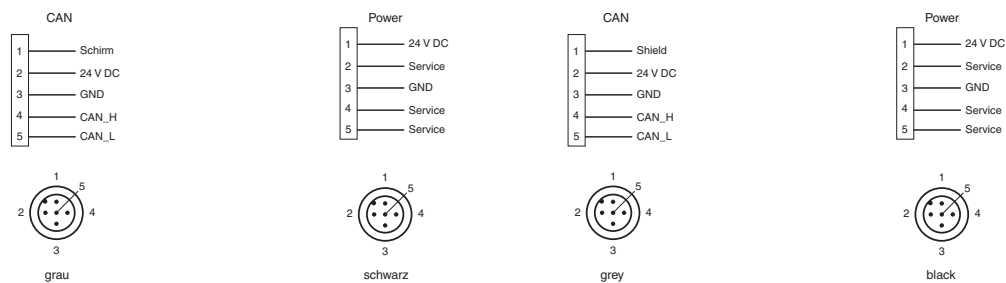 CAN
1 Schirm
2 24 V DC
3 GND
4 CAN_H
5 CAN_L
1
5
2
4
3
grau
Power
1 24 V DC
2 Service
3 GND
4 Service
5 Service
1
5
2
4
3
schwarz
CAN
1 Shield
2 24 V DC
3 GND
4 CAN_H
5 CAN_L
1
5
2
4
3
grey
Power
1 24 V DC
2 Service
3 GND
4 Service
5 Service
1
5
2
4
3
black